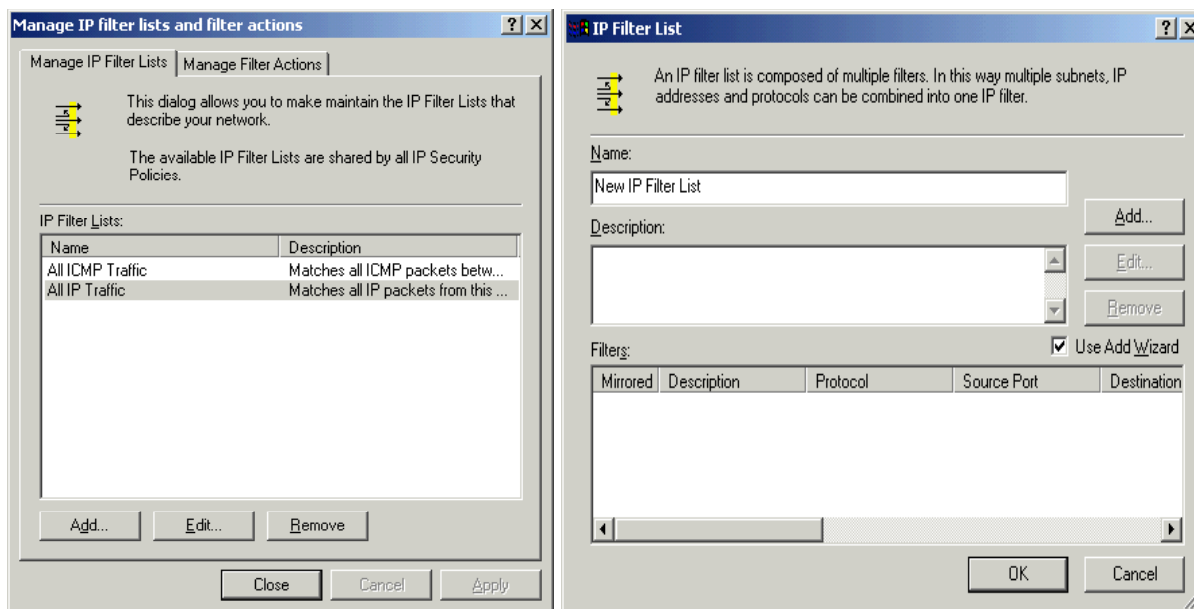 Manage IP filter lists and filter actions
Manage IP Filter Lists
Manage Filter Actions
This dialog allows you to make maintain the IP Filter Lists that
describe your network.
The available IP Filter Lists are shared by all IP Security
Policies.
IP Filter Lists:
Name Description
All ICMP Traffic Matches all ICMP packets betw...
All IP Traffic Matches all IP packets from this ...
Add... Edit... Remove
Close Cancel Apply
IP Filter List
An IP filter list is composed of multiple filters. In this way multiple subnets, IP
addresses and protocols can be combined into one IP filter.
Name:
New IP Filter List
Add...
Description:
Edit...
Remove
Filters:
Use Add Wizard
Mirrored Description Protocol Source Port Destination
OK Cancel